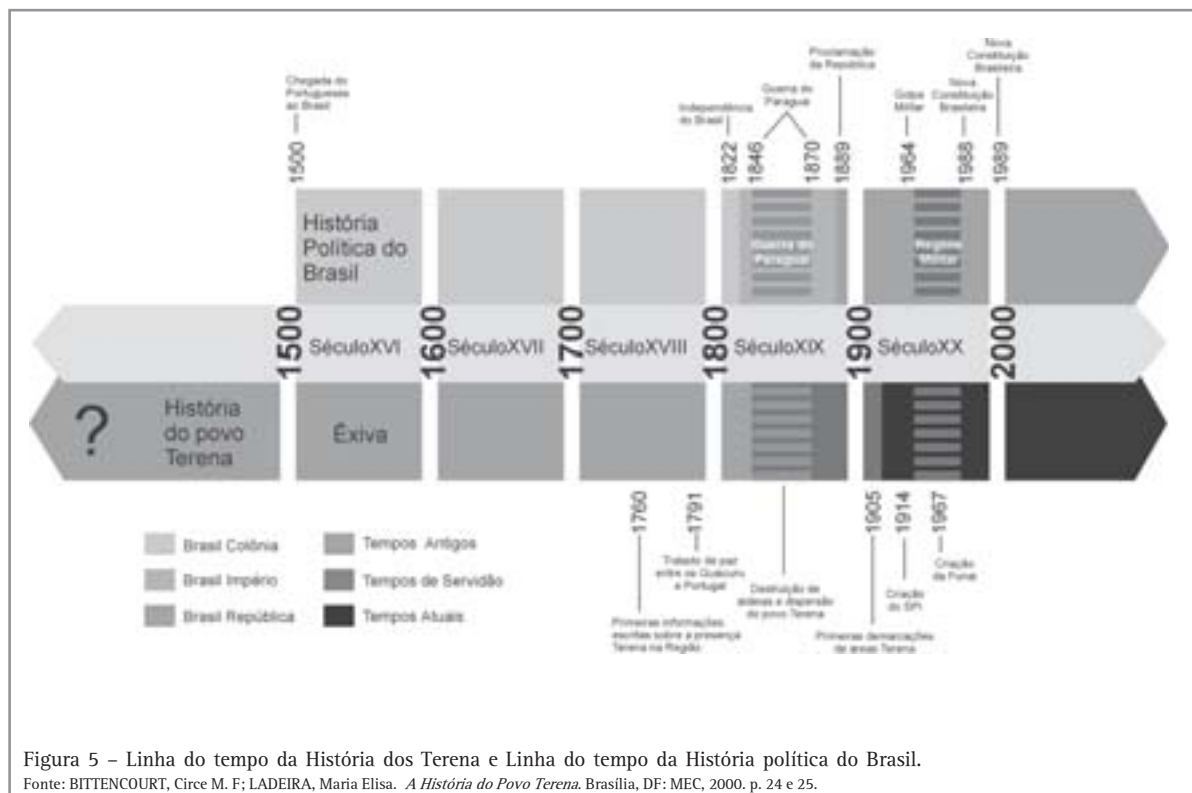 Chegada do
Portugueses
ao Brasil
1500
Independência
do Brasil
1822
Guerra do
Paraguai
1846
1870
Proclamação
da República
1889
Golpe
Militar
1964
Nova
Constituição
Brasileira
1988
Nova
Constituição
Brasileira
1989
História
Política do
Brasil
Guerra do
Paraguai
Regime
Militar
1500
SéculoXVI
1600
SéculoXVII
1700
SéculoXVIII
1800
SéculoXIX
1900
SéculoXX
2000
?
História
do povo
Terena
Êxiva
1760
Primeiras informações
escritas sobre a presença
Terena na Região
1791
Tratado de paz
entre os Guaicuru
e Portugal
Destruição de
aldeias e dispersão
do povo Terena
1905
Primeiras demarcações
de áreas Terena
1914
Criação
do SPI
1967
Criação
da Funai
Brasil Colônia
Brasil Império
Brasil República
Tempos Antigos
Tempos de Servidão
Tempos Atuais
Figura 5 – Linha do tempo da História dos Terena e Linha do tempo da História política do Brasil.
Fonte: BITTENCOURT, Circe M. F; LADEIRA, Maria Elisa. A História do Povo Terena. Brasília, DF: MEC, 2000. p. 24 e 25.